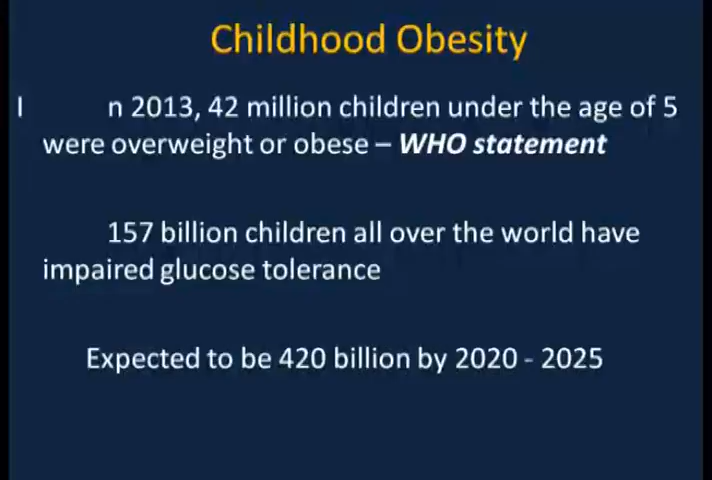 Childhood Obesity
I n 2013, 42 million children under the age of 5
were overweight or obese – WHO statement
157 billion children all over the world have
impaired glucose tolerance
Expected to be 420 billion by 2020 - 2025